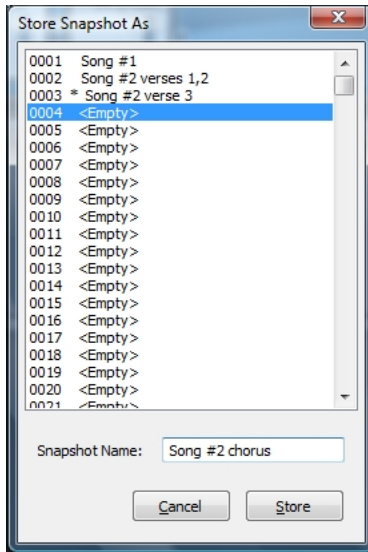 Store Snapshot As
0001 Song #1
0002 Song #2 verses 1,2
0003 * Song #2 verse 3
0004 <Empty>
0005 <Empty>
0006 <Empty>
0007 <Empty>
0008 <Empty>
0009 <Empty>
0010 <Empty>
0011 <Empty>
0012 <Empty>
0013 <Empty>
0014 <Empty>
0015 <Empty>
0016 <Empty>
0017 <Empty>
0018 <Empty>
0019 <Empty>
0020 <Empty>
0021 <Empty>
Snapshot Name: Song #2 chorus
Cancel Store